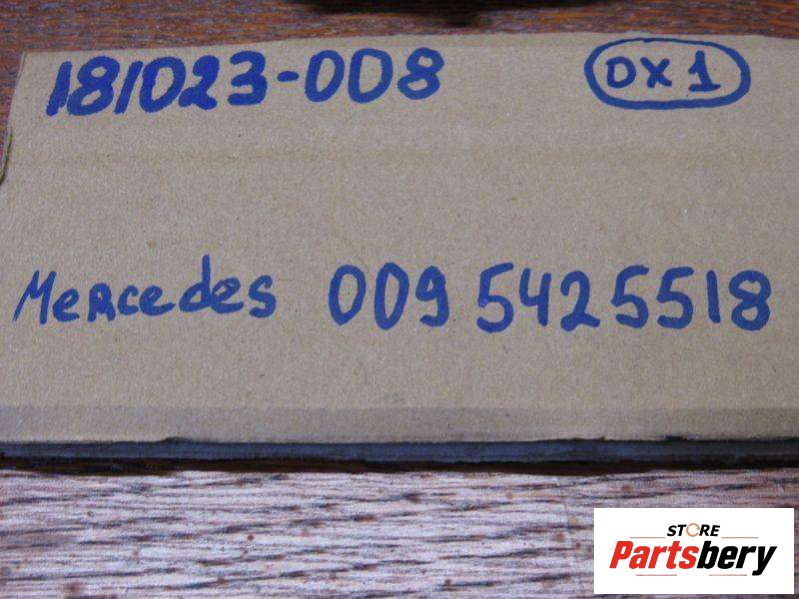 181023-008 DX1
Mercedes 009 5425518
STORE
Partsbery